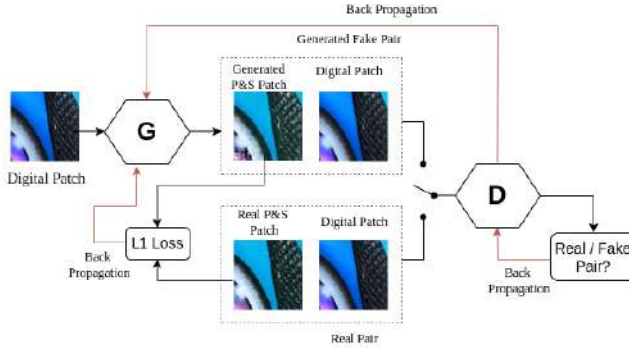 Back Propagation
Generated Fake Pair
Generated
P&S Patch
Digital Patch
G
Digital Patch
D
Real P&S
Patch
Digital Patch
L1 Loss
Back
Propagation
Real / Fake
Pair?
Back
Propagation
Real Pair